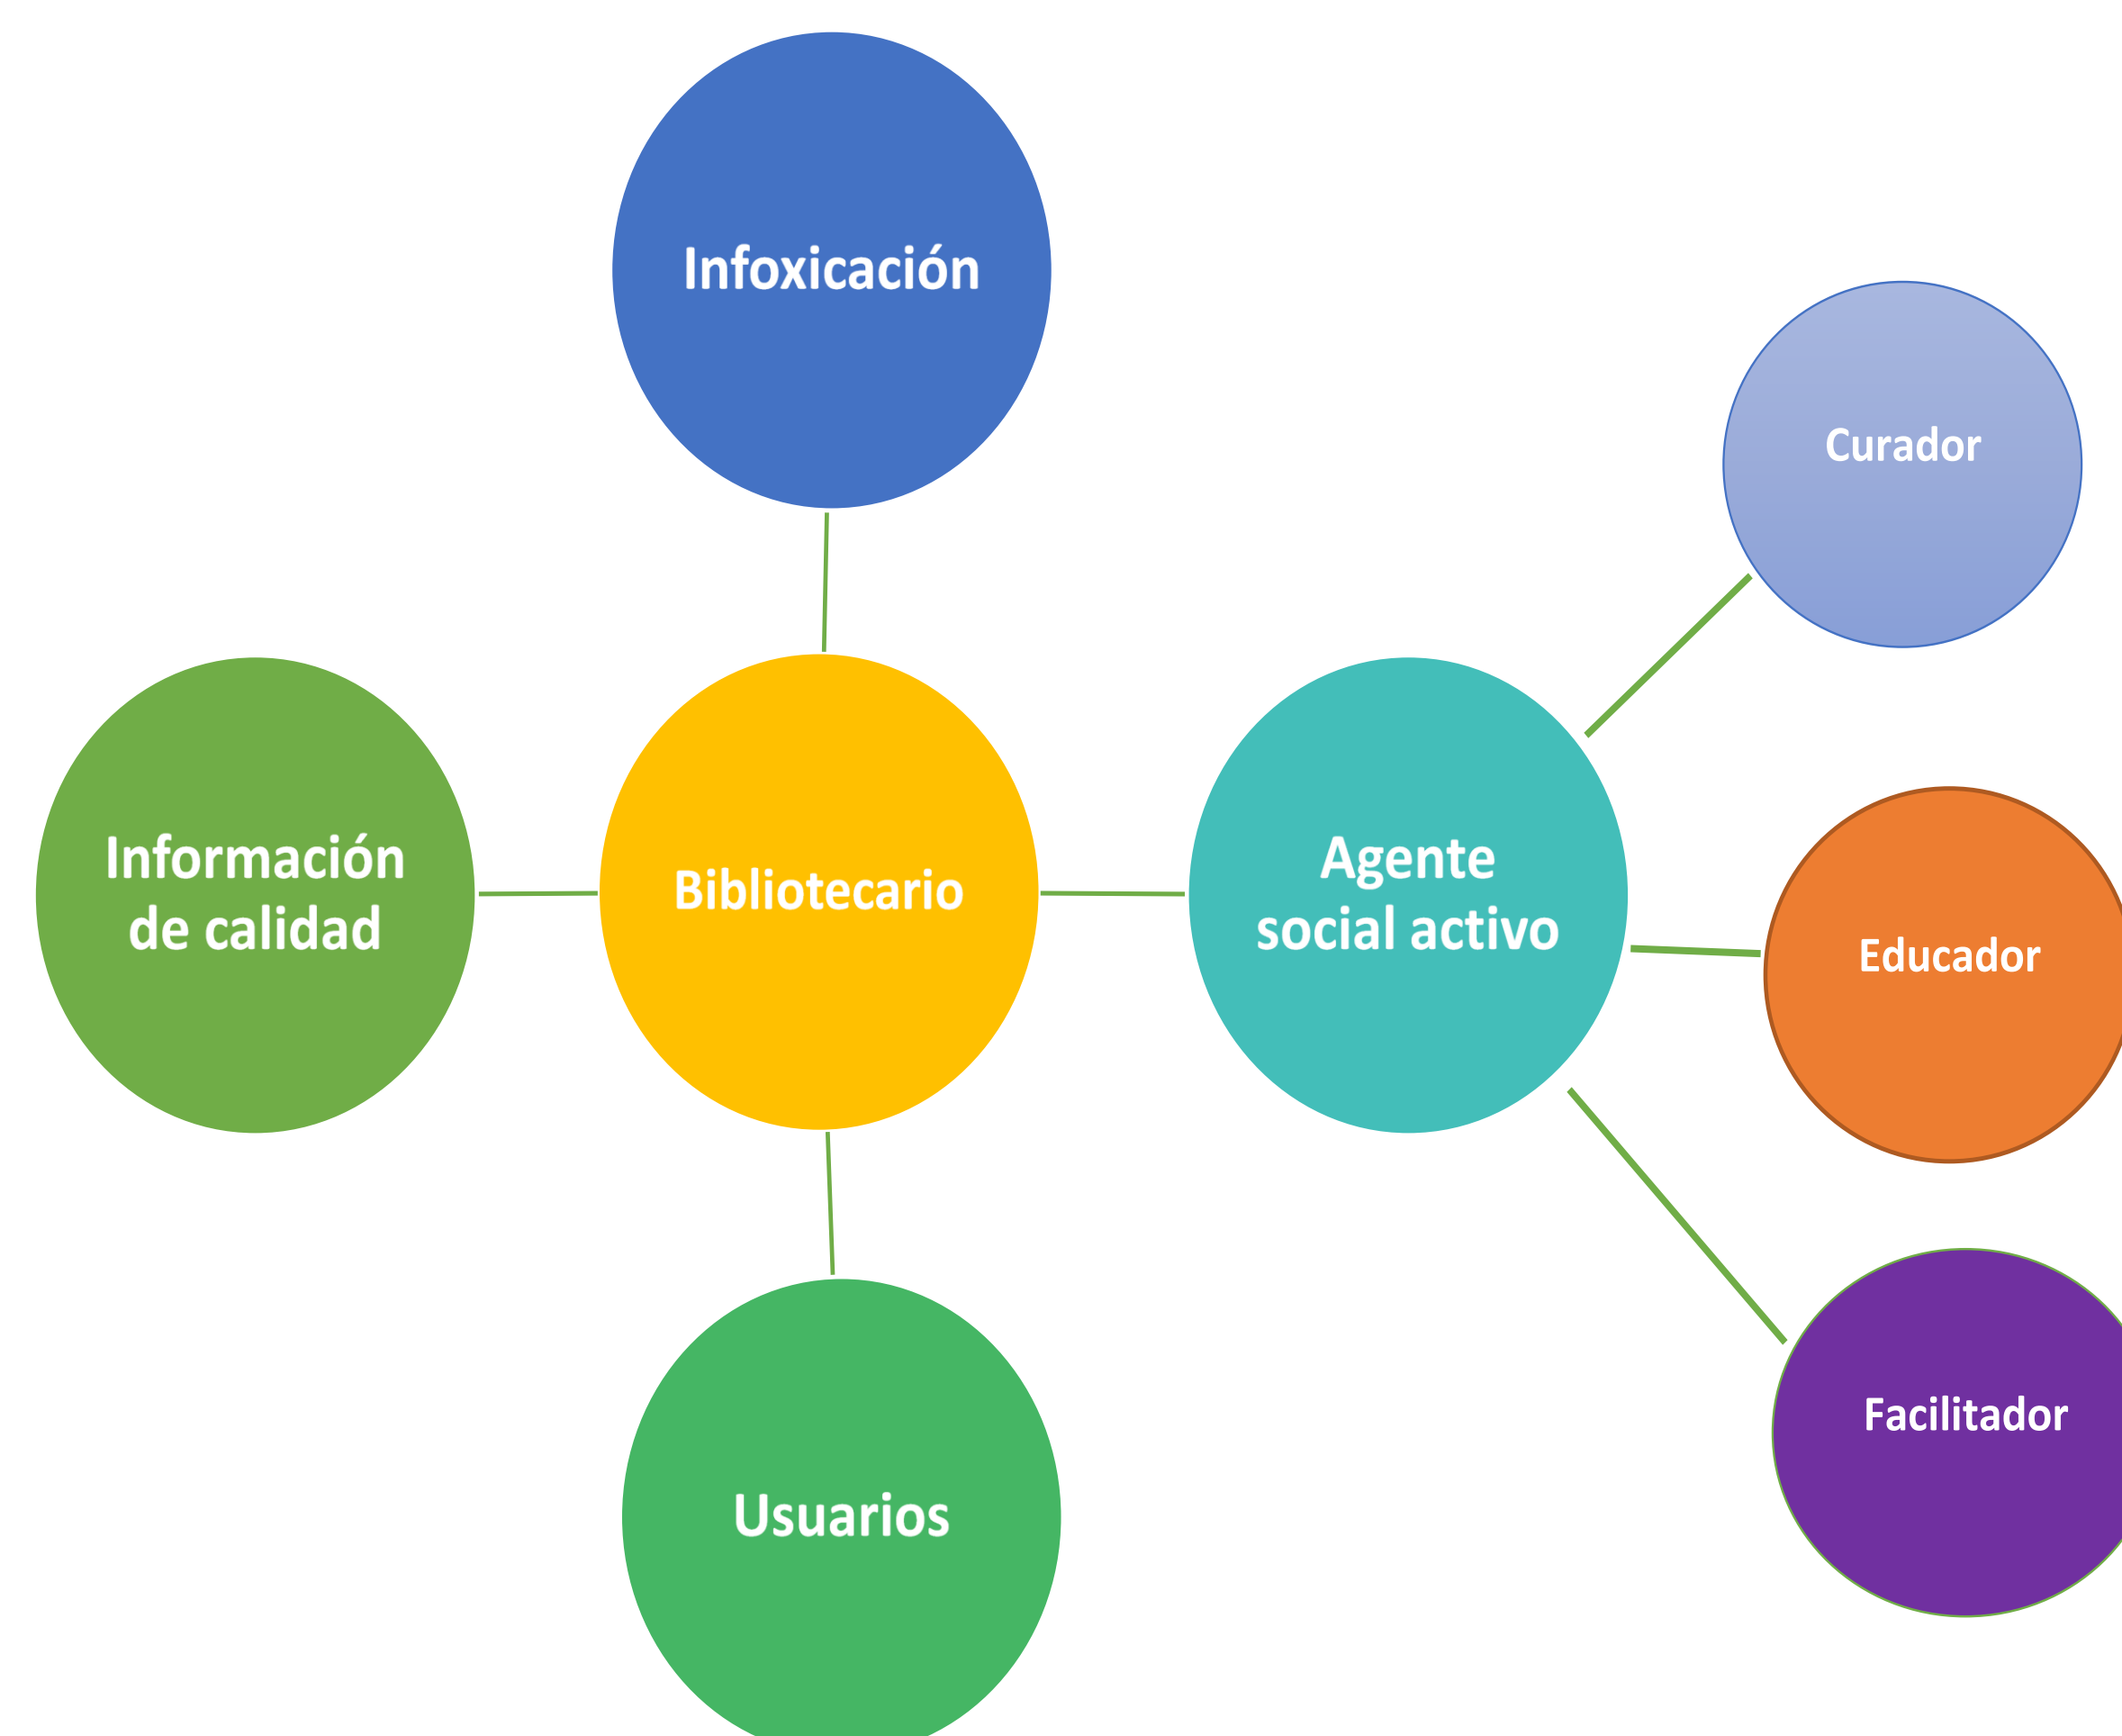 Infoxicación
Curador
Información
de calidad
Bibliotecario
Agente
social activo
Educador
Facilitador
Usuarios